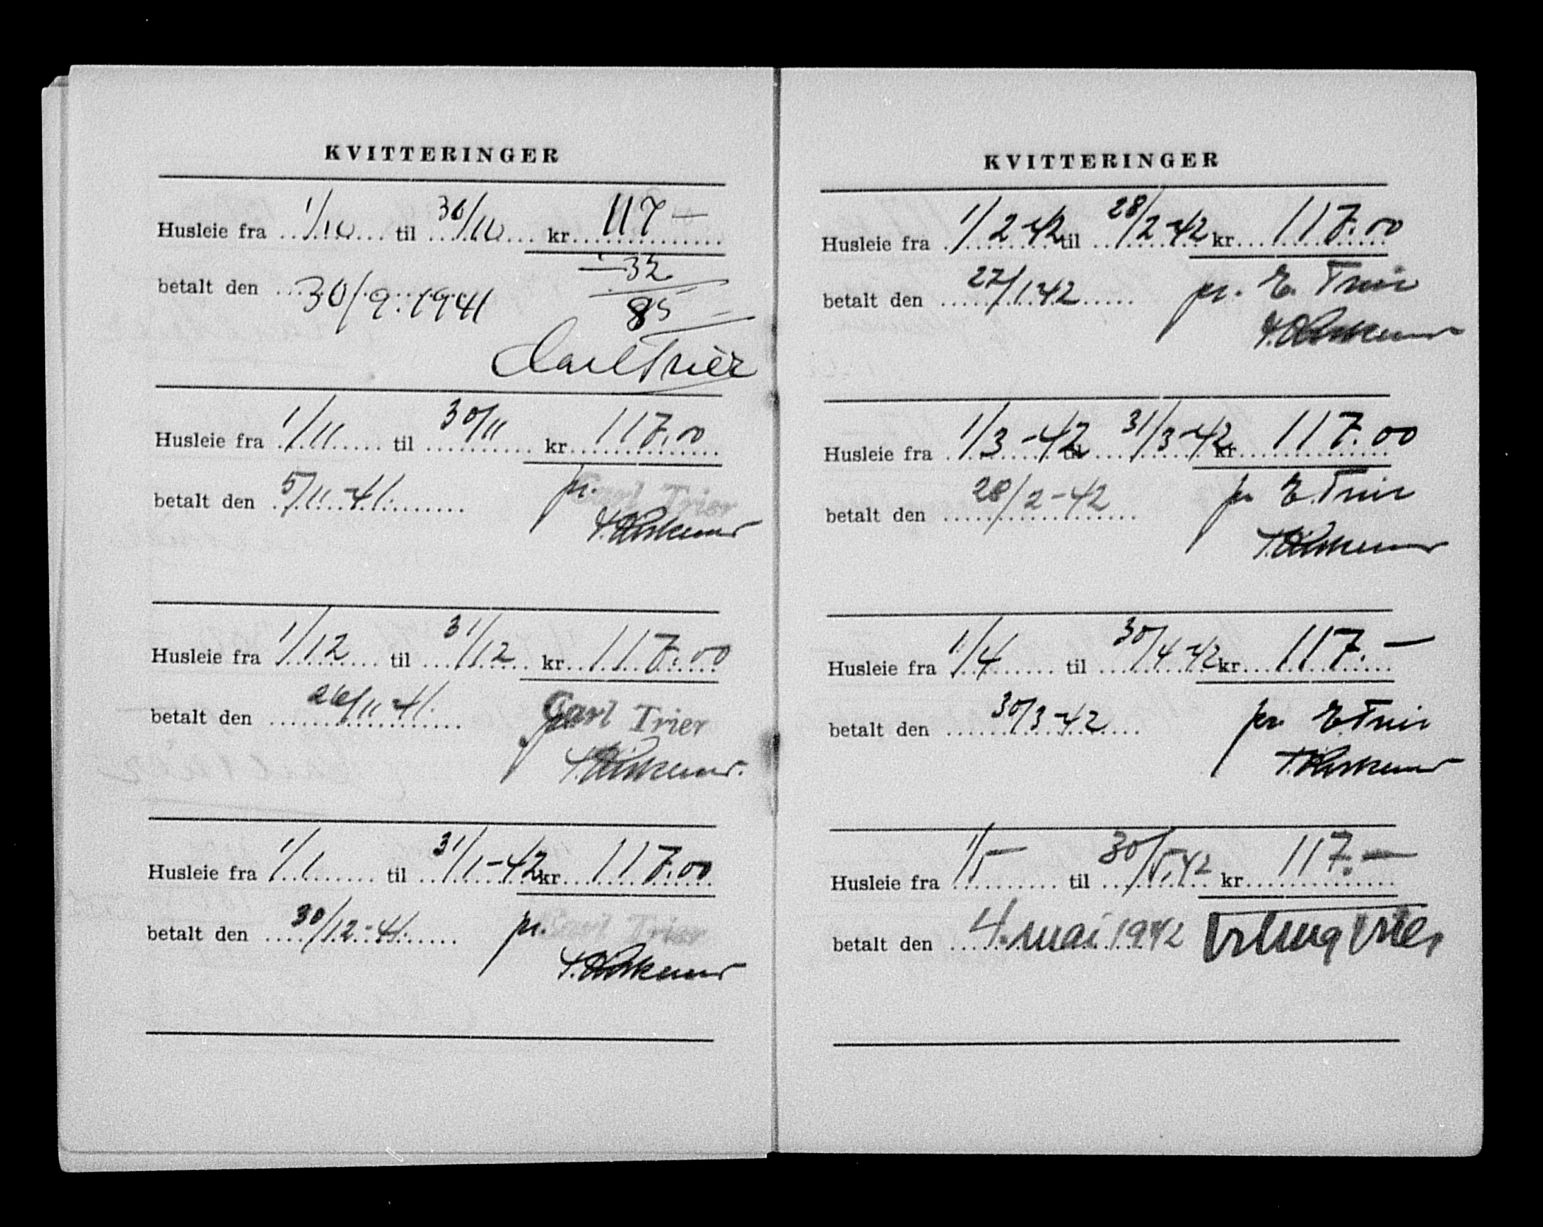 KVITTERINGER
Husleie fra 1/10 til 30/10 kr 117 —
÷ 32
betalt den 30/9.1941 85 —
Carl Trier
Husleie fra 1/11 til 30/11 kr 117.00
betalt den 5/11-41. pr. Carl Trier
Husleie fra 1/12 til 31/12 kr 117.00
betalt den 26/11-41. pr Carl Trier
Husleie fra 1/1 til 31/1-42 kr 117.00
betalt den 30/12-41. pr. Carl Trier
KVITTERINGER
Husleie fra 1/2-42 til 28/2-42 kr 117.00
betalt den 27/1 42 pr. E. Trier
Husleie fra 1/3-42 til 31/3-42 kr 117.00
betalt den 28/2-42 pr E. Trier
Husleie fra 1/4 til 30/4-42 kr 117.—
betalt den 30/3-42 pr E. Trier
Husleie fra 1/5 til 30/5.42 kr 117.—
betalt den 4. mai 1942